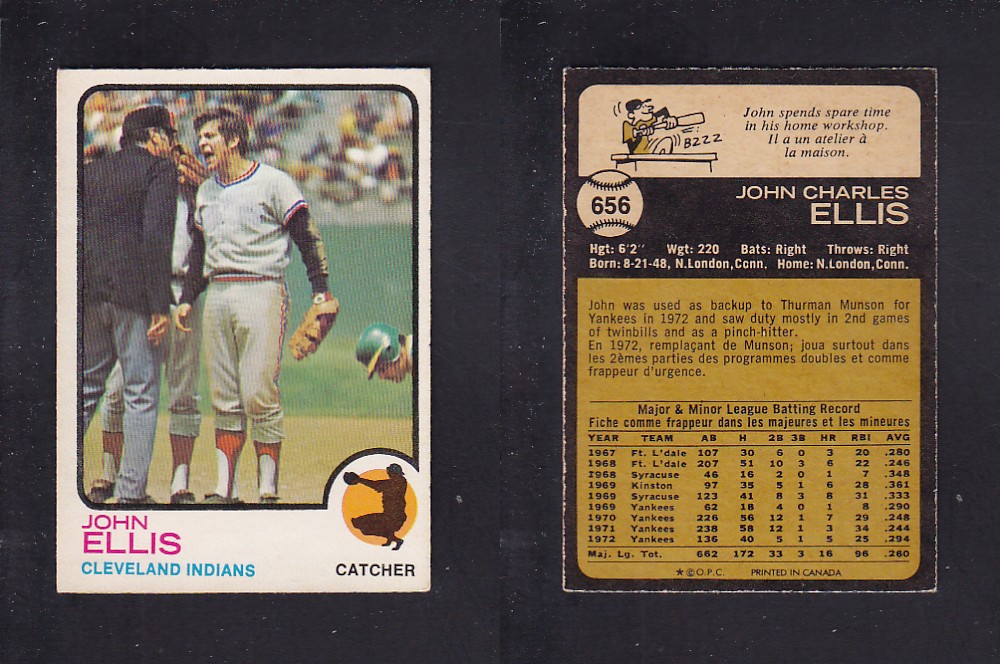 JOHN
ELLIS
CLEVELAND INDIANS
CATCHER
BZZZ
John spends spare time
in his home workshop.
Il a un atelier à
la maison.
656
JOHN CHARLES
ELLIS
Hgt: 6'2" Wgt: 220 Bats: Right Throws: Right
Born: 8-21-48, N.London,Conn. Home: N.London,Conn.
John was used as backup to Thurman Munson for
Yankees in 1972 and saw duty mostly in 2nd games
of twinbills and as a pinch-hitter.
En 1972, remplaçant de Munson; joua surtout dans
les 2èmes parties des programmes doubles et comme
frappeur d'urgence.
Major & Minor League Batting Record
Fiche comme frappeur dans les majeures et les mineures
YEAR TEAM AB H 2B 3B HR RBI AVG
1967 Ft. L'dale 107 30 6 0 3 20 .280
1968 Ft. L'dale 207 51 10 3 6 22 .246
1968 Syracuse 46 16 2 0 1 7 .348
1969 Kinston 97 35 5 1 6 28 .361
1969 Syracuse 123 41 8 3 8 31 .333
1969 Yankees 62 18 4 0 1 8 .290
1970 Yankees 226 56 12 1 7 29 .248
1971 Yankees 238 58 12 1 3 34 .244
1972 Yankees 136 40 5 1 5 25 .294
Maj. Lg. Tot. 662 172 33 3 16 96 .260
★ © O.P.C. PRINTED IN CANADA